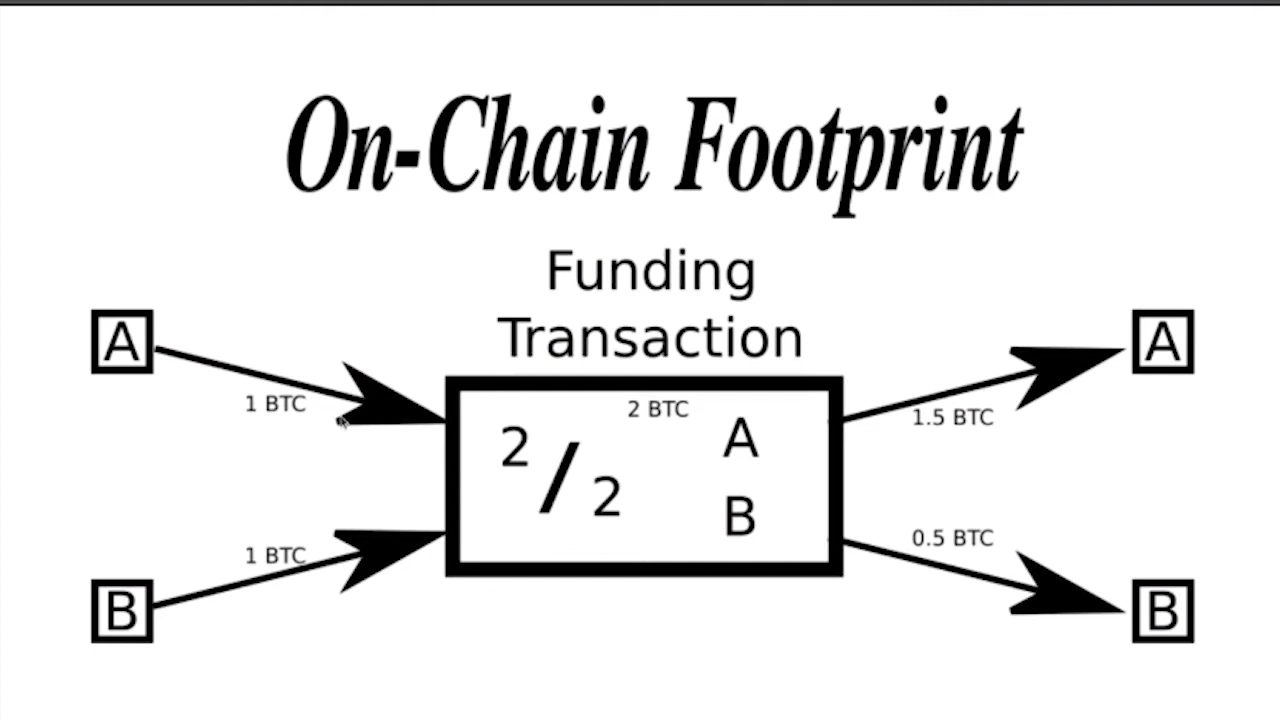 On-Chain Footprint
Funding
Transaction
A
1 BTC
B
1 BTC
2 BTC
2/2
A
B
A
1.5 BTC
0.5 BTC
B